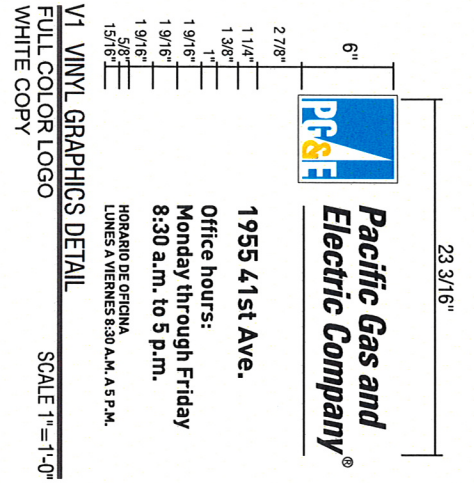 23 3/16"
6"
PG&E
Pacific Gas and
Electric Company®
2 7/8"
1 1/4"
1 3/8"
1"
1 9/16"
1 9/16"
1 9/16"
5/8"
15/16"
1955 41st Ave.
Office hours:
Monday through Friday
8:30 a.m. to 5 p.m.
HORARIO DE OFICINA
LUNES A VIERNES 8:30 A.M. A 5 P.M.
V1 VINYL GRAPHICS DETAIL
SCALE 1"=1'-0"
FULL COLOR LOGO
WHITE COPY